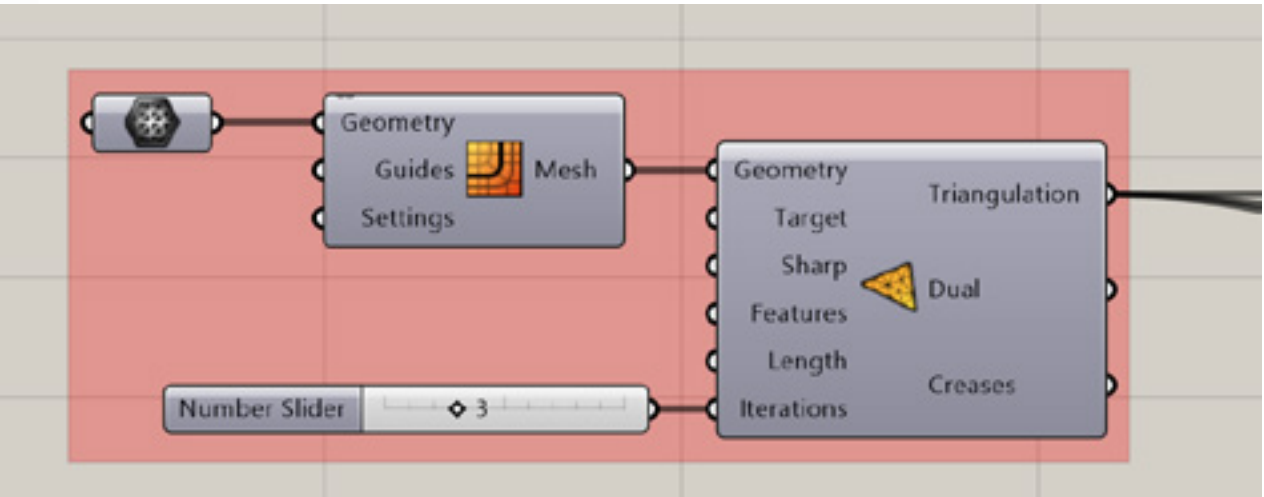 Geometry
Guides
Mesh
Settings
Geometry
Triangulation
Target
Sharp
Dual
Features
Length
Creases
Iterations
Number Slider
3